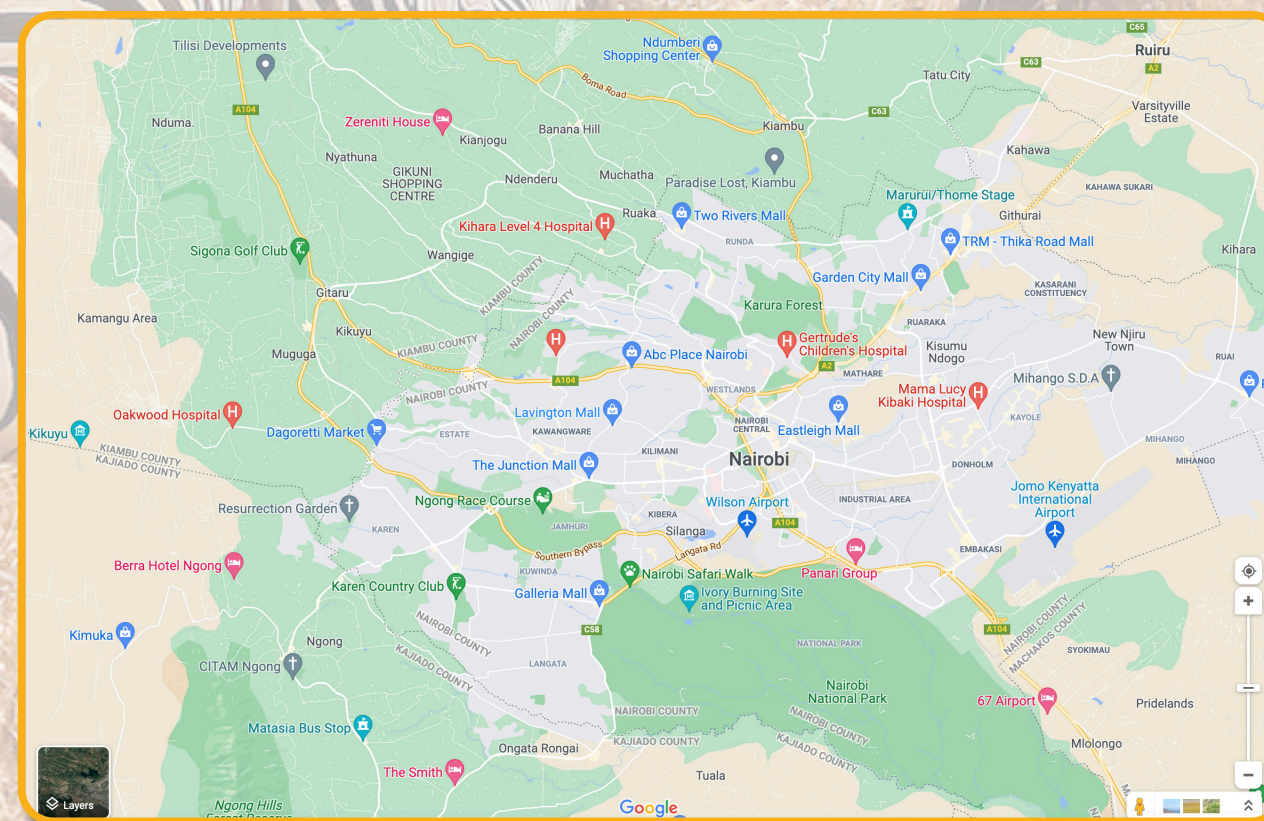 C65
Tilisi Developments
Ndumberi
Shopping Center
Ruiru
A2
C63
Tatu City
Boma Road
A104
Varsityville
Estate
C63
Nduma.
Zereniti House
Banana Hill
Kiambu
Kianjogu
Kahawa
Nyathuna
GIKUNI
SHOPPING
CENTRE
Ndenderu
Muchatha
Paradise Lost, Kiambu
KAHAWA SUKARI
Marurui/Thome Stage
Ruaka
Two Rivers Mall
Githurai
Kihara Level 4 Hospital
RUNDA
TRM - Thika Road Mall
Kihara
Sigona Golf Club
Wangige
Garden City Mall
KIAMBU COUNTY
NAIROBI COUNTY
KASARANI
CONSTITUENCY
Gitaru
Karura Forest
Kamangu Area
RUARAKA
Kikuyu
Gertrude's
Children's Hospital
New Njiru
Town
KIAMBU COUNTY
NAIROBI COUNTY
Kisumu
Ndogo
Muguga
Abc Place Nairobi
RUAI
A2
MATHARE
A104
Mihango S.D.A
WESTLANDS
Mama Lucy
Kibaki Hospital
Oakwood Hospital
Lavington Mall
KAYOLE
NAIROBI
CENTRAL
Eastleigh Mall
Dagoretti Market
ESTATE
KAWANGWARE
Kikuyu
MIHANGO
KIAMBU COUNTY
KAJIADO COUNTY
KILIMANI
Nairobi
The Junction Mall
DONHOLM
MIHANGO
Jomo Kenyatta
International
Airport
Ngong Race Course
Wilson Airport
INDUSTRIAL AREA
Resurrection Garden
KIBERA
KAREN
JAMHURI
Silanga
A104
Southern Bypass
Langata Rd
EMBAKASI
Berra Hotel Ngong
KUWINDA
Nairobi Safari Walk
Panari Group
Karen Country Club
Galleria Mall
Ivory Burning Site
and Picnic Area
C58
A104
Kimuka
Ngong
NAIROBI COUNTY
KAJIADO COUNTY
NATIONAL PARK
NAIROBI COUNTY
MACHAKOS COUNTY
SYOKIMAU
CITAM Ngong
LANGATA
Nairobi
National Park
67 Airport
Pridelands
NAIROBI COUNTY
KAJIADO COUNTY
NAIROBI COUNTY
KAJIADO COUNTY
Matasia Bus Stop
Ongata Rongai
Mlolongo
The Smith
Tuala
Layers
Ngong Hills
Forest Reserve
Google